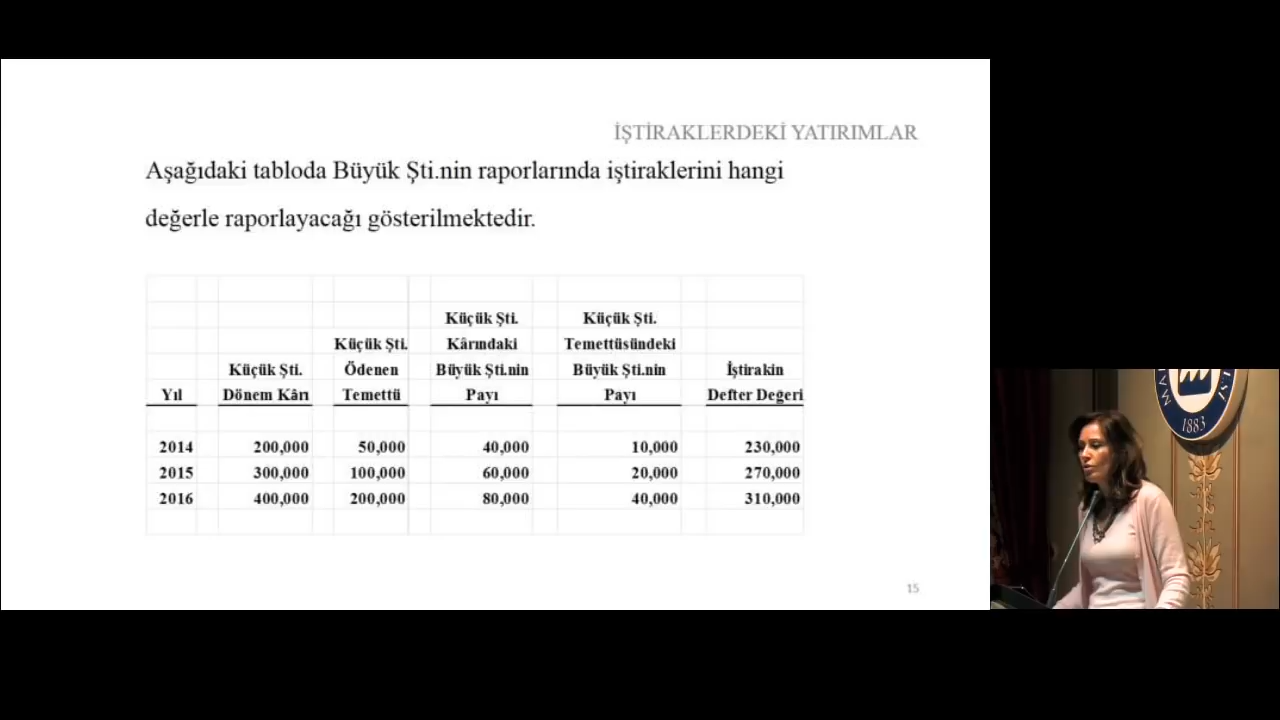 İŞTİRAKLERDEKİ YATIRIMLAR
Aşağıdaki tabloda Büyük Şti.nin raporlarında iştiraklerini hangi
değerle raporlayacağı gösterilmektedir.
Küçük Şti. Küçük Şti.
Küçük Şti. Kârındaki Temettüsündeki
Küçük Şti. Ödenen Büyük Şti.nin Büyük Şti.nin İştirakin
Yıl Dönem Kârı Temettü Payı Payı Defter Değeri
2014 200,000 50,000 40,000 10,000 230,000
2015 300,000 100,000 60,000 20,000 270,000
2016 400,000 200,000 80,000 40,000 310,000
15
1883